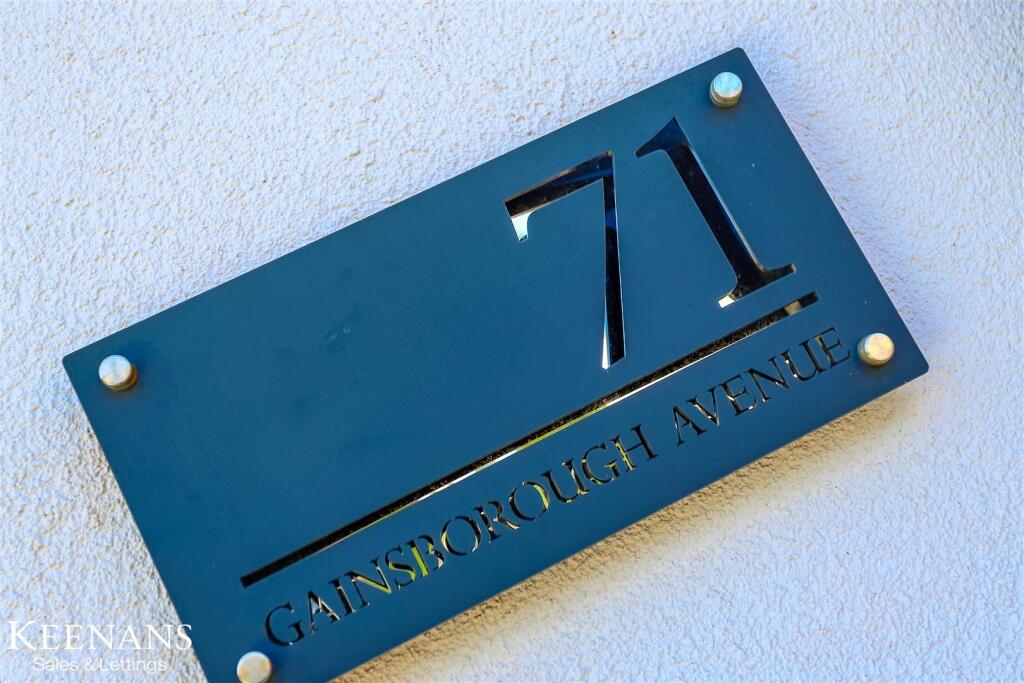 71
GAINSBOROUGH AVENUE
KEENANS
Sales & Lettings